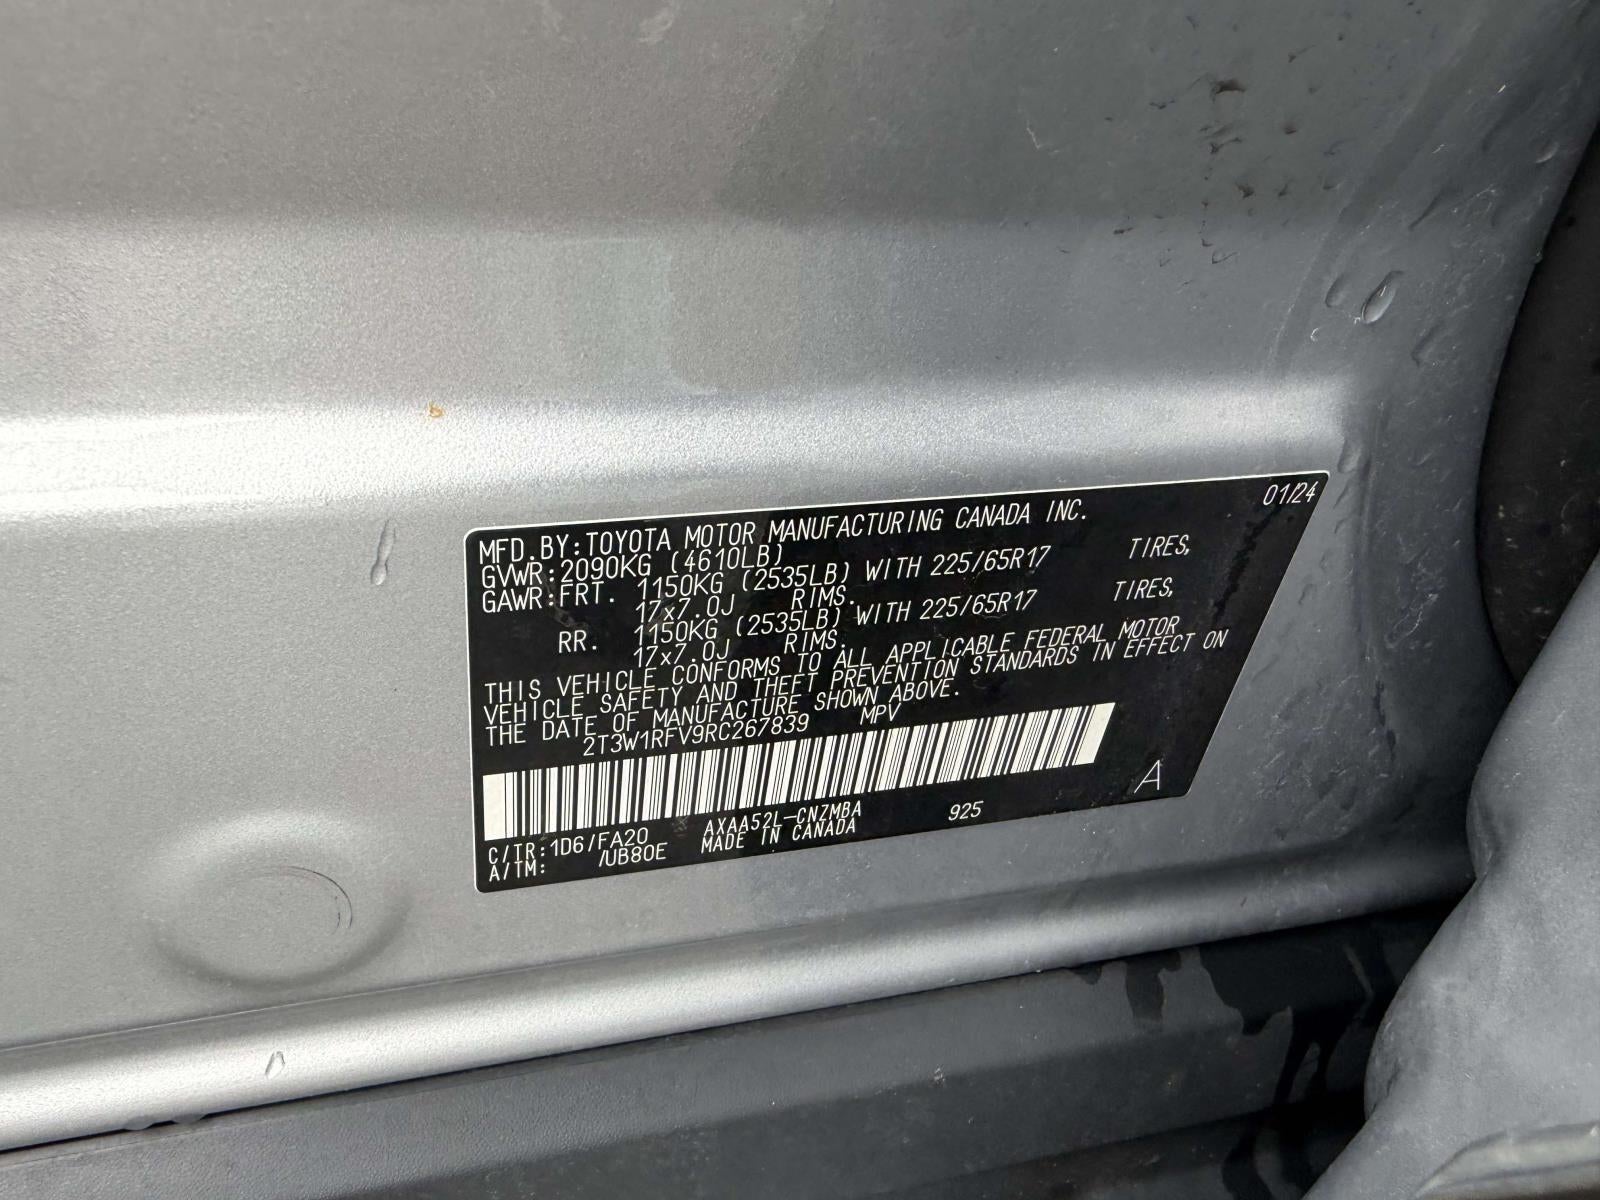 01/24
MFD.BY:TOYOTA MOTOR MANUFACTURING CANADA INC.
GVWR:2090KG (4610LB)
GAWR:FRT. 1150KG (2535LB) WITH 225/65R17 TIRES,
17x7.0J RIMS.
RR. 1150KG (2535LB) WITH 225/65R17 TIRES,
17x7.0J RIMS.
THIS VEHICLE CONFORMS TO ALL APPLICABLE FEDERAL MOTOR
VEHICLE SAFETY AND THEFT PREVENTION STANDARDS IN EFFECT ON
THE DATE OF MANUFACTURE SHOWN ABOVE.
2T3W1RFV9RC267839 MPV
A
C/TR:1D6/FA20 AXAA52L-CNZMBA 925
A/TM: /UB80E MADE IN CANADA